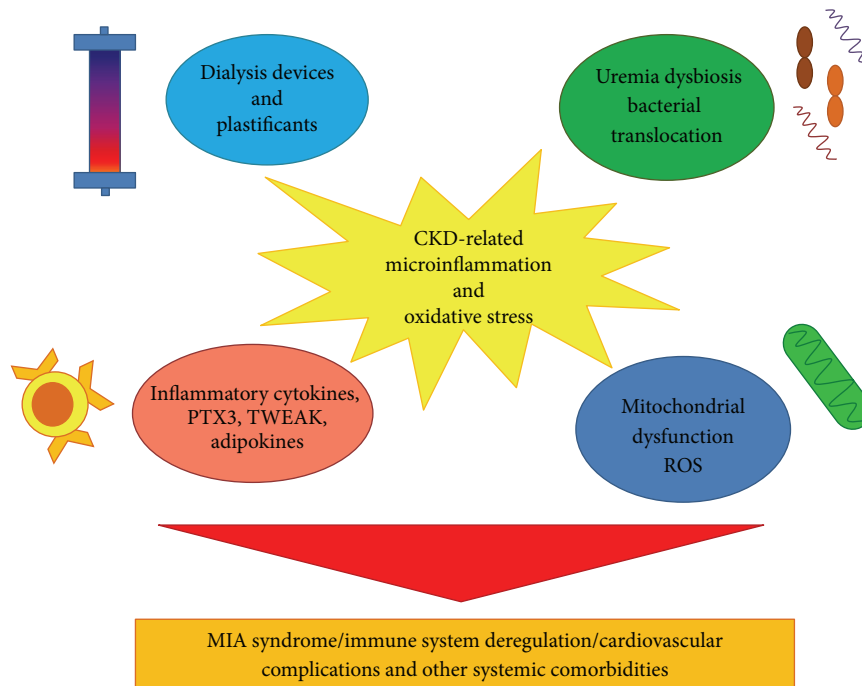 Dialysis devices
and
plastificants
Uremia dysbiosis
bacterial
translocation
CKD-related
microinflammation
and
oxidative stress
Inflammatory cytokines,
PTX3, TWEAK,
adipokines
Mitochondrial
dysfunction
ROS
MIA syndrome/immune system deregulation/cardiovascular
complications and other systemic comorbidities